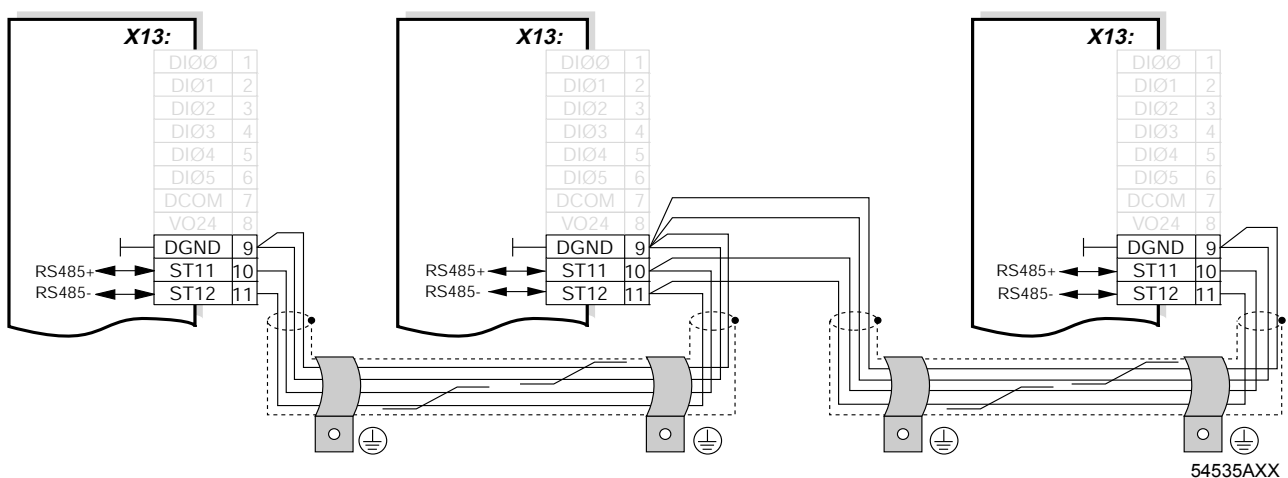 X13:
DIØØ 1
DIØ1 2
DIØ2 3
DIØ3 4
DIØ4 5
DIØ5 6
DCOM 7
VO24 8
DGND 9
RS485+ ST11 10
RS485- ST12 11
X13:
DIØØ 1
DIØ1 2
DIØ2 3
DIØ3 4
DIØ4 5
DIØ5 6
DCOM 7
VO24 8
DGND 9
RS485+ ST11 10
RS485- ST12 11
X13:
DIØØ 1
DIØ1 2
DIØ2 3
DIØ3 4
DIØ4 5
DIØ5 6
DCOM 7
VO24 8
DGND 9
RS485+ ST11 10
RS485- ST12 11
54535AXX